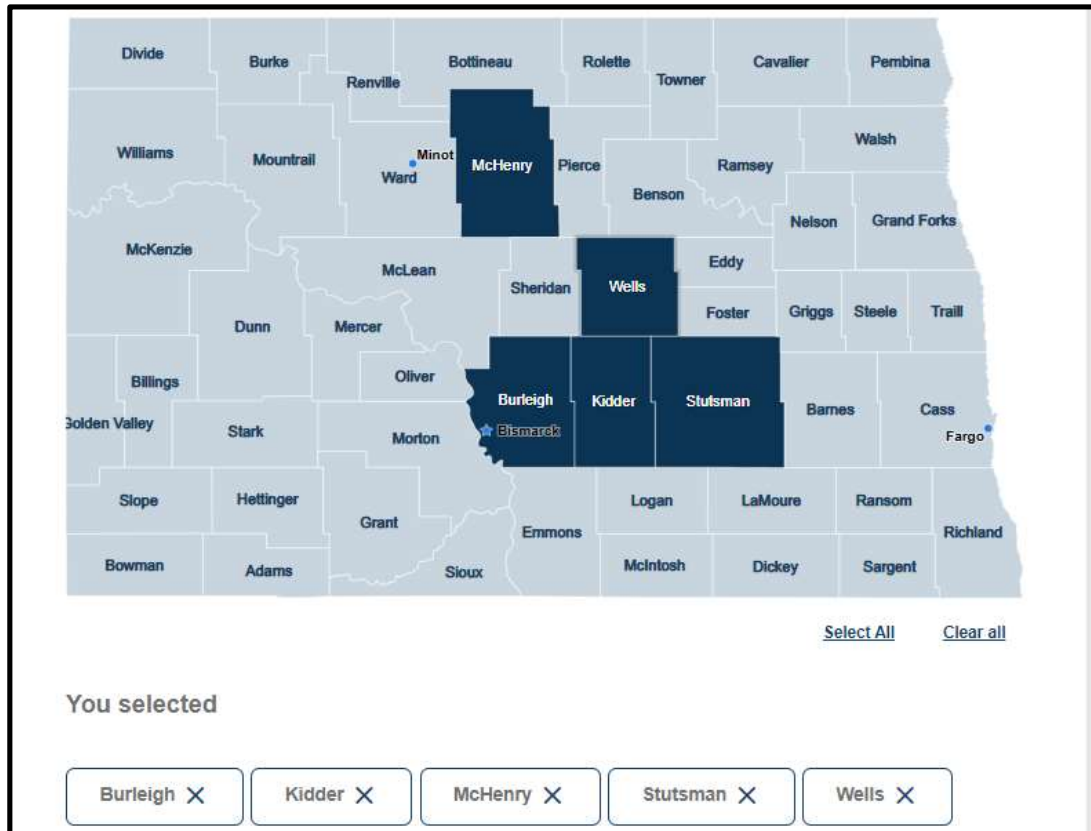 Divide
Burke
Renville
Bottineau
Rolette
Towner
Cavalier
Pembina
Williams
Mountrail
Minot
Ward
McHenry
Pierce
Benson
Ramsey
Walsh
Nelson
Grand Forks
McKenzie
McLean
Sheridan
Wells
Eddy
Foster
Griggs
Steele
Traill
Dunn
Mercer
Oliver
Billings
Golden Valley
Stark
Morton
Burleigh
Bismarck
Kidder
Stutsman
Barnes
Cass
Fargo
Slope
Hettinger
Grant
Emmons
Logan
LaMoure
Ransom
Richland
Bowman
Adams
Sioux
McIntosh
Dickey
Sargent
Select All Clear all
You selected
Burleigh X Kidder X McHenry X Stutsman X Wells X